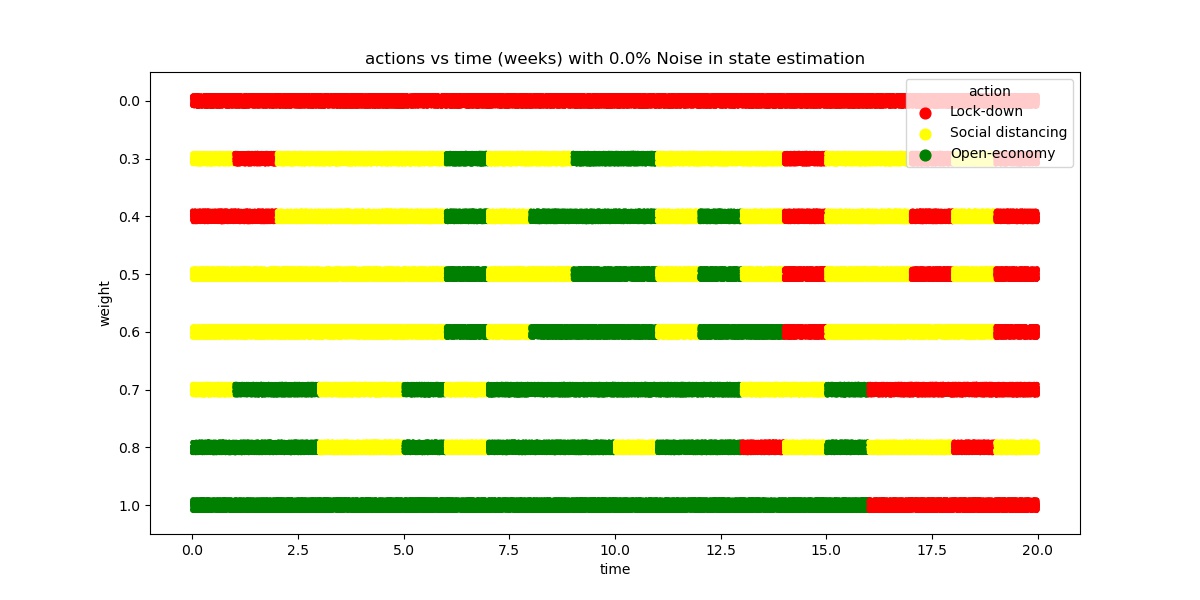 actions vs time (weeks) with 0.0% Noise in state estimation
action
Lock-down
Social distancing
Open-economy
weight
0.0
0.3
0.4
0.5
0.6
0.7
0.8
1.0
0.0 2.5 5.0 7.5 10.0 12.5 15.0 17.5 20.0
time